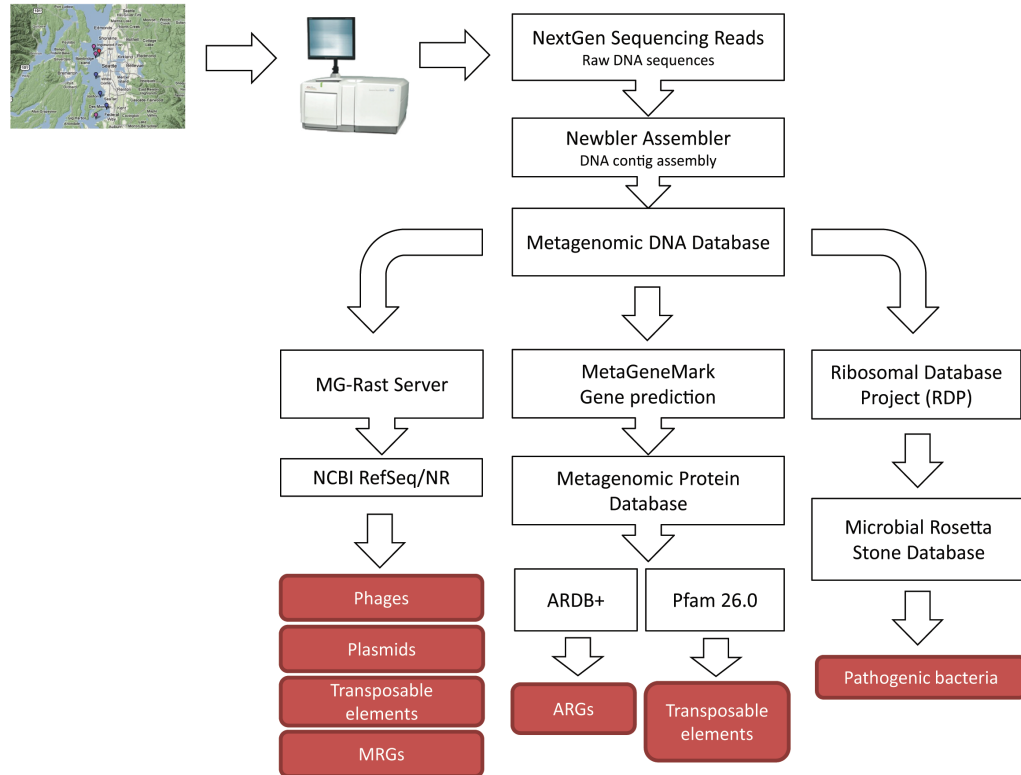 NextGen Sequencing Reads
Raw DNA sequences
Newbler Assembler
DNA contig assembly
Metagenomic DNA Database
MG-Rast Server
MetaGeneMark
Gene prediction
Ribosomal Database
Project (RDP)
NCBI RefSeq/NR
Metagenomic Protein
Database
Microbial Rosetta
Stone Database
ARDB+
Pfam 26.0
Phages
Plasmids
Transposable
elements
MRGs
ARGs
Transposable
elements
Pathogenic bacteria
Seattle